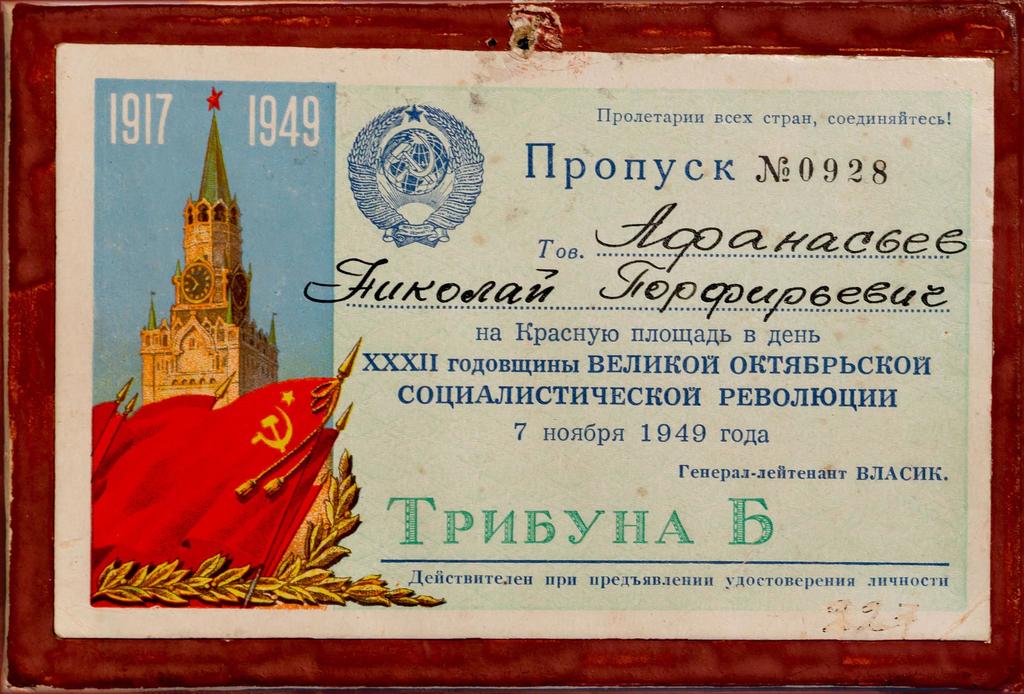 1917 1949
Пролетарии всех стран, соединяйтесь!
Пропуск №0928
Тов. Афанасьев
Николай Порфирьевич
на Красную площадь в день
XXXII годовщины ВЕЛИКОЙ ОКТЯБРЬСКОЙ
СОЦИАЛИСТИЧЕСКОЙ РЕВОЛЮЦИИ
7 ноября 1949 года
Генерал-лейтенант ВЛАСИК.
ТРИБУНА Б
Действителен при предъявлении удостоверения личности
227